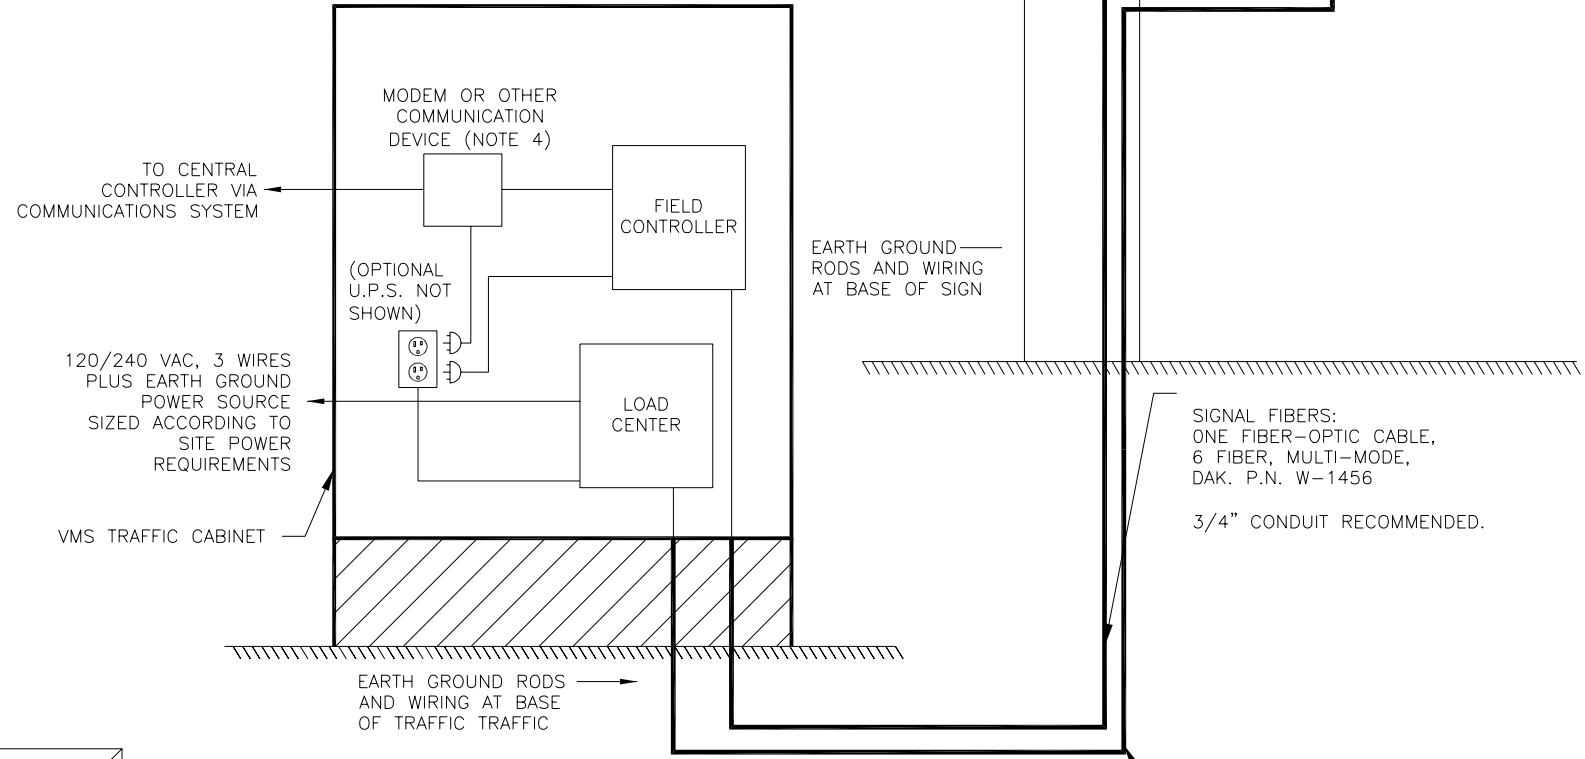 MODEM OR OTHER
COMMUNICATION
DEVICE (NOTE 4)
TO CENTRAL
CONTROLLER VIA
COMMUNICATIONS SYSTEM
FIELD
CONTROLLER
EARTH GROUND
RODS AND WIRING
AT BASE OF SIGN
(OPTIONAL
U.P.S. NOT
SHOWN)
120/240 VAC, 3 WIRES
PLUS EARTH GROUND
POWER SOURCE
SIZED ACCORDING TO
SITE POWER
REQUIREMENTS
LOAD
CENTER
SIGNAL FIBERS:
ONE FIBER-OPTIC CABLE,
6 FIBER, MULTI-MODE,
DAK. P.N. W-1456
3/4" CONDUIT RECOMMENDED.
VMS TRAFFIC CABINET
EARTH GROUND RODS
AND WIRING AT BASE
OF TRAFFIC TRAFFIC